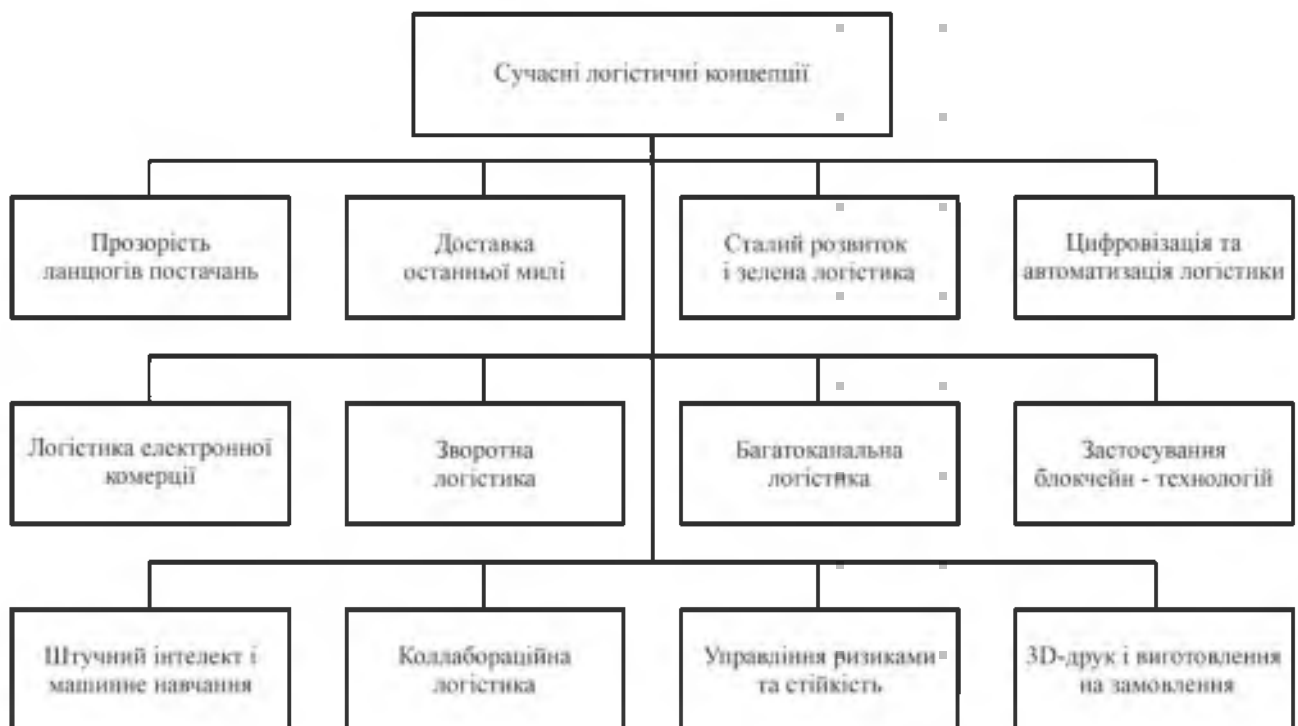 Сучасні логістичні концепції
Прозорість
ланцюгів постачань
Доставка
останньої милі
Сталий розвиток
і зелена логістика
Цифровізація та
автоматизація логістики
Логістика електронної
комерції
Зворотна
логістика
Багатоканальна
логістика
Застосування
блокчейн - технологій
Штучний інтелект і
машинне навчання
Коллабораційна
логістика
Управління ризиками
та стійкість
3D-друк і виготовлення
на замовлення